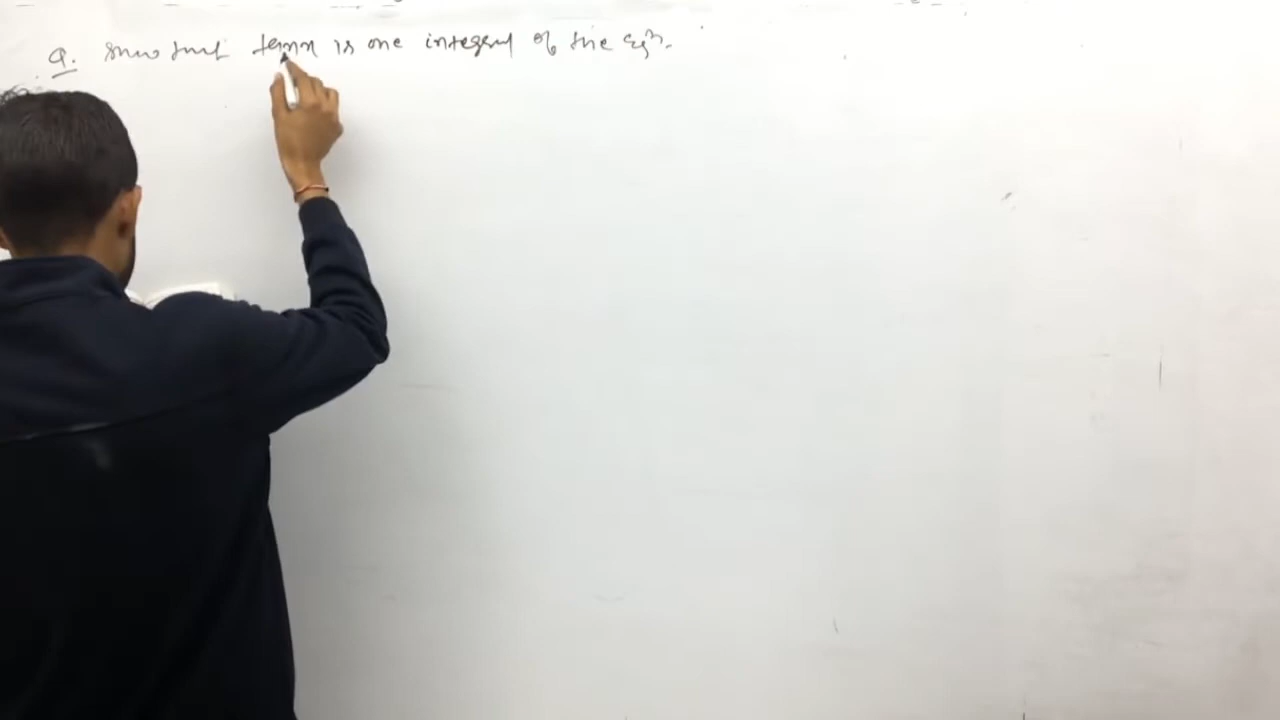 Q. Show that tanx is one integral of the eqn.